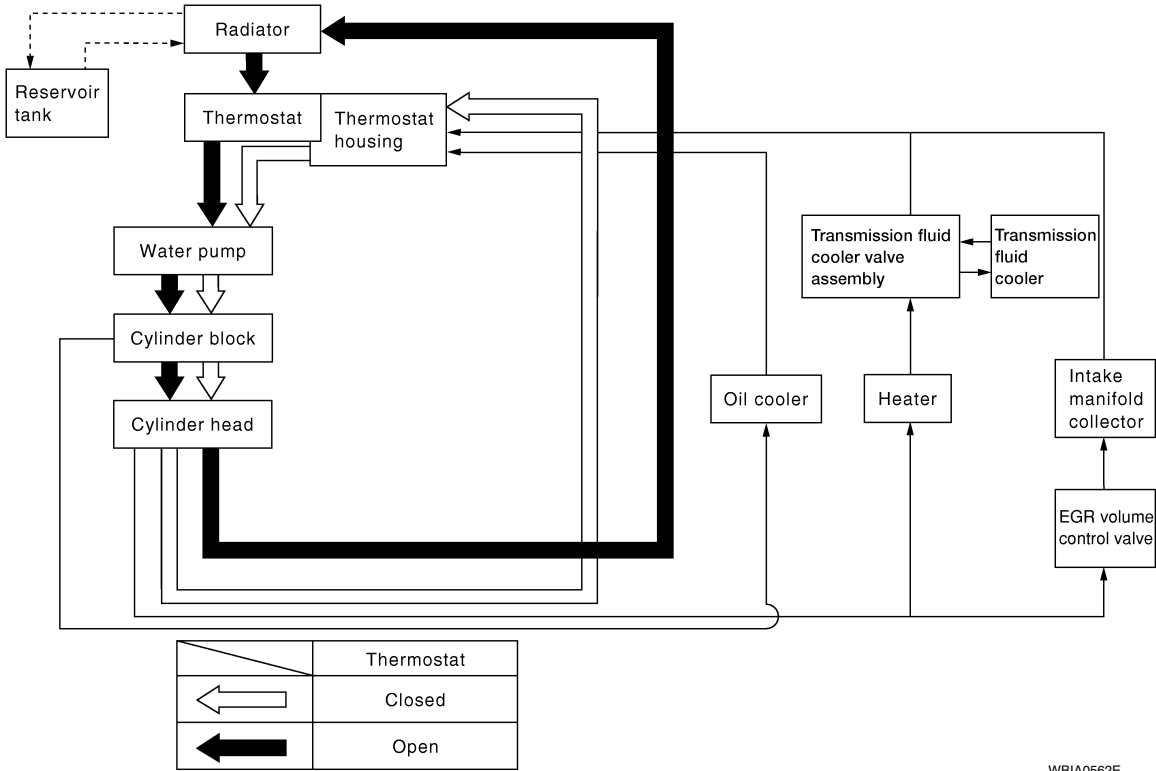 Radiator
Reservoir
tank
Thermostat
Thermostat
housing
Water pump
Transmission fluid
cooler valve
assembly
Transmission
fluid
cooler
Cylinder block
Oil cooler
Heater
Intake
manifold
collector
Cylinder head
EGR volume
control valve
Thermostat
Closed
Open
WBIA0562E